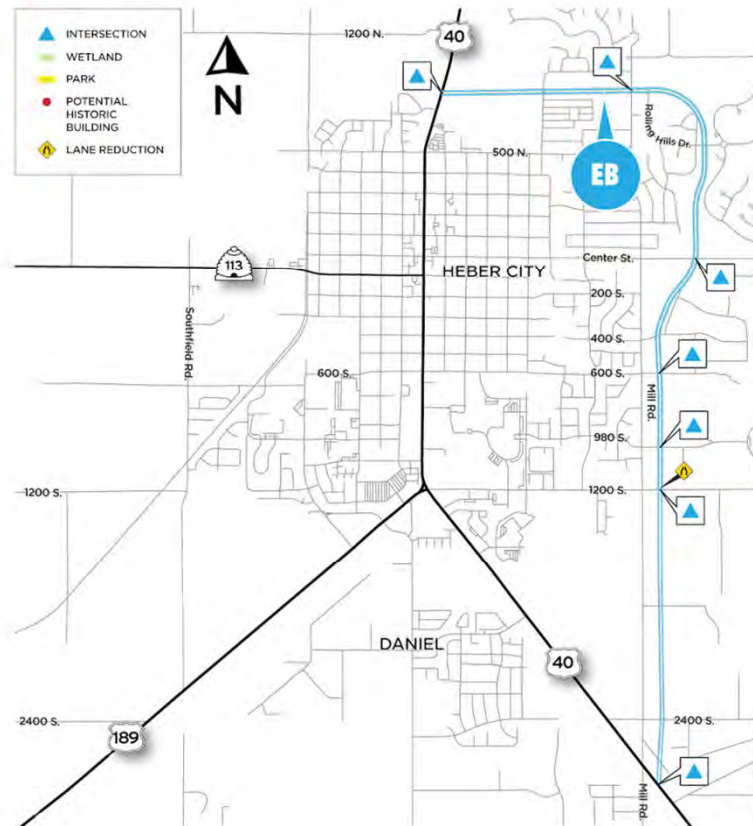 INTERSECTION
WETLAND
PARK
POTENTIAL
HISTORIC
BUILDING
LANE REDUCTION
N
1200 N.
40
Rolling Hills Dr.
500 N.
EB
113
Center St.
HEBER CITY
200 S.
Southfield Rd.
400 S.
600 S.
600 S.
Mill Rd.
980 S.
1200 S.
1200 S.
DANIEL
40
2400 S.
2400 S.
189
Mill Rd.